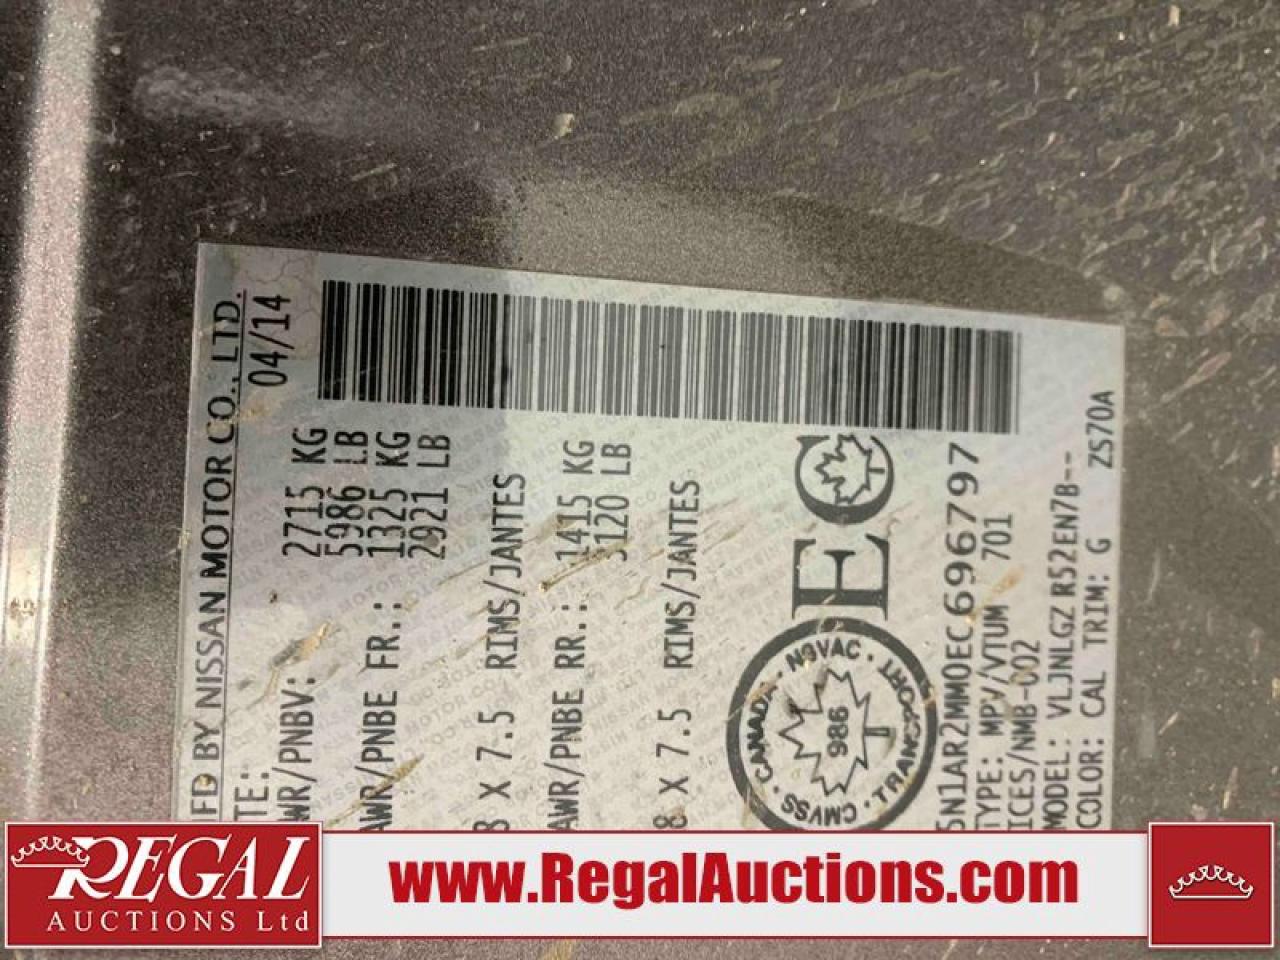 IFD BY NISSAN MOTOR CO., LTD.
TE: 04/14
AWR/PNBV: 2715 KG
5986 LB
AWR/PNBE FR.: 1325 KG
2921 LB
8 X 7.5 RIMS/JANTES
AWR/PNBE RR.: 1415 KG
3120 LB
8 X 7.5 RIMS/JANTES
CANADA · NOVAC · TRANSPORT · CMVSS
986
EC
5N1AR2MM0EC696797
TYPE: MPV/VTUM 701
ICES/NMB-002
MODEL: VLJNLGZ R52EN7B--
COLOR: CAL TRIM: G ZS70A
REGAL
AUCTIONS Ltd
www.RegalAuctions.com